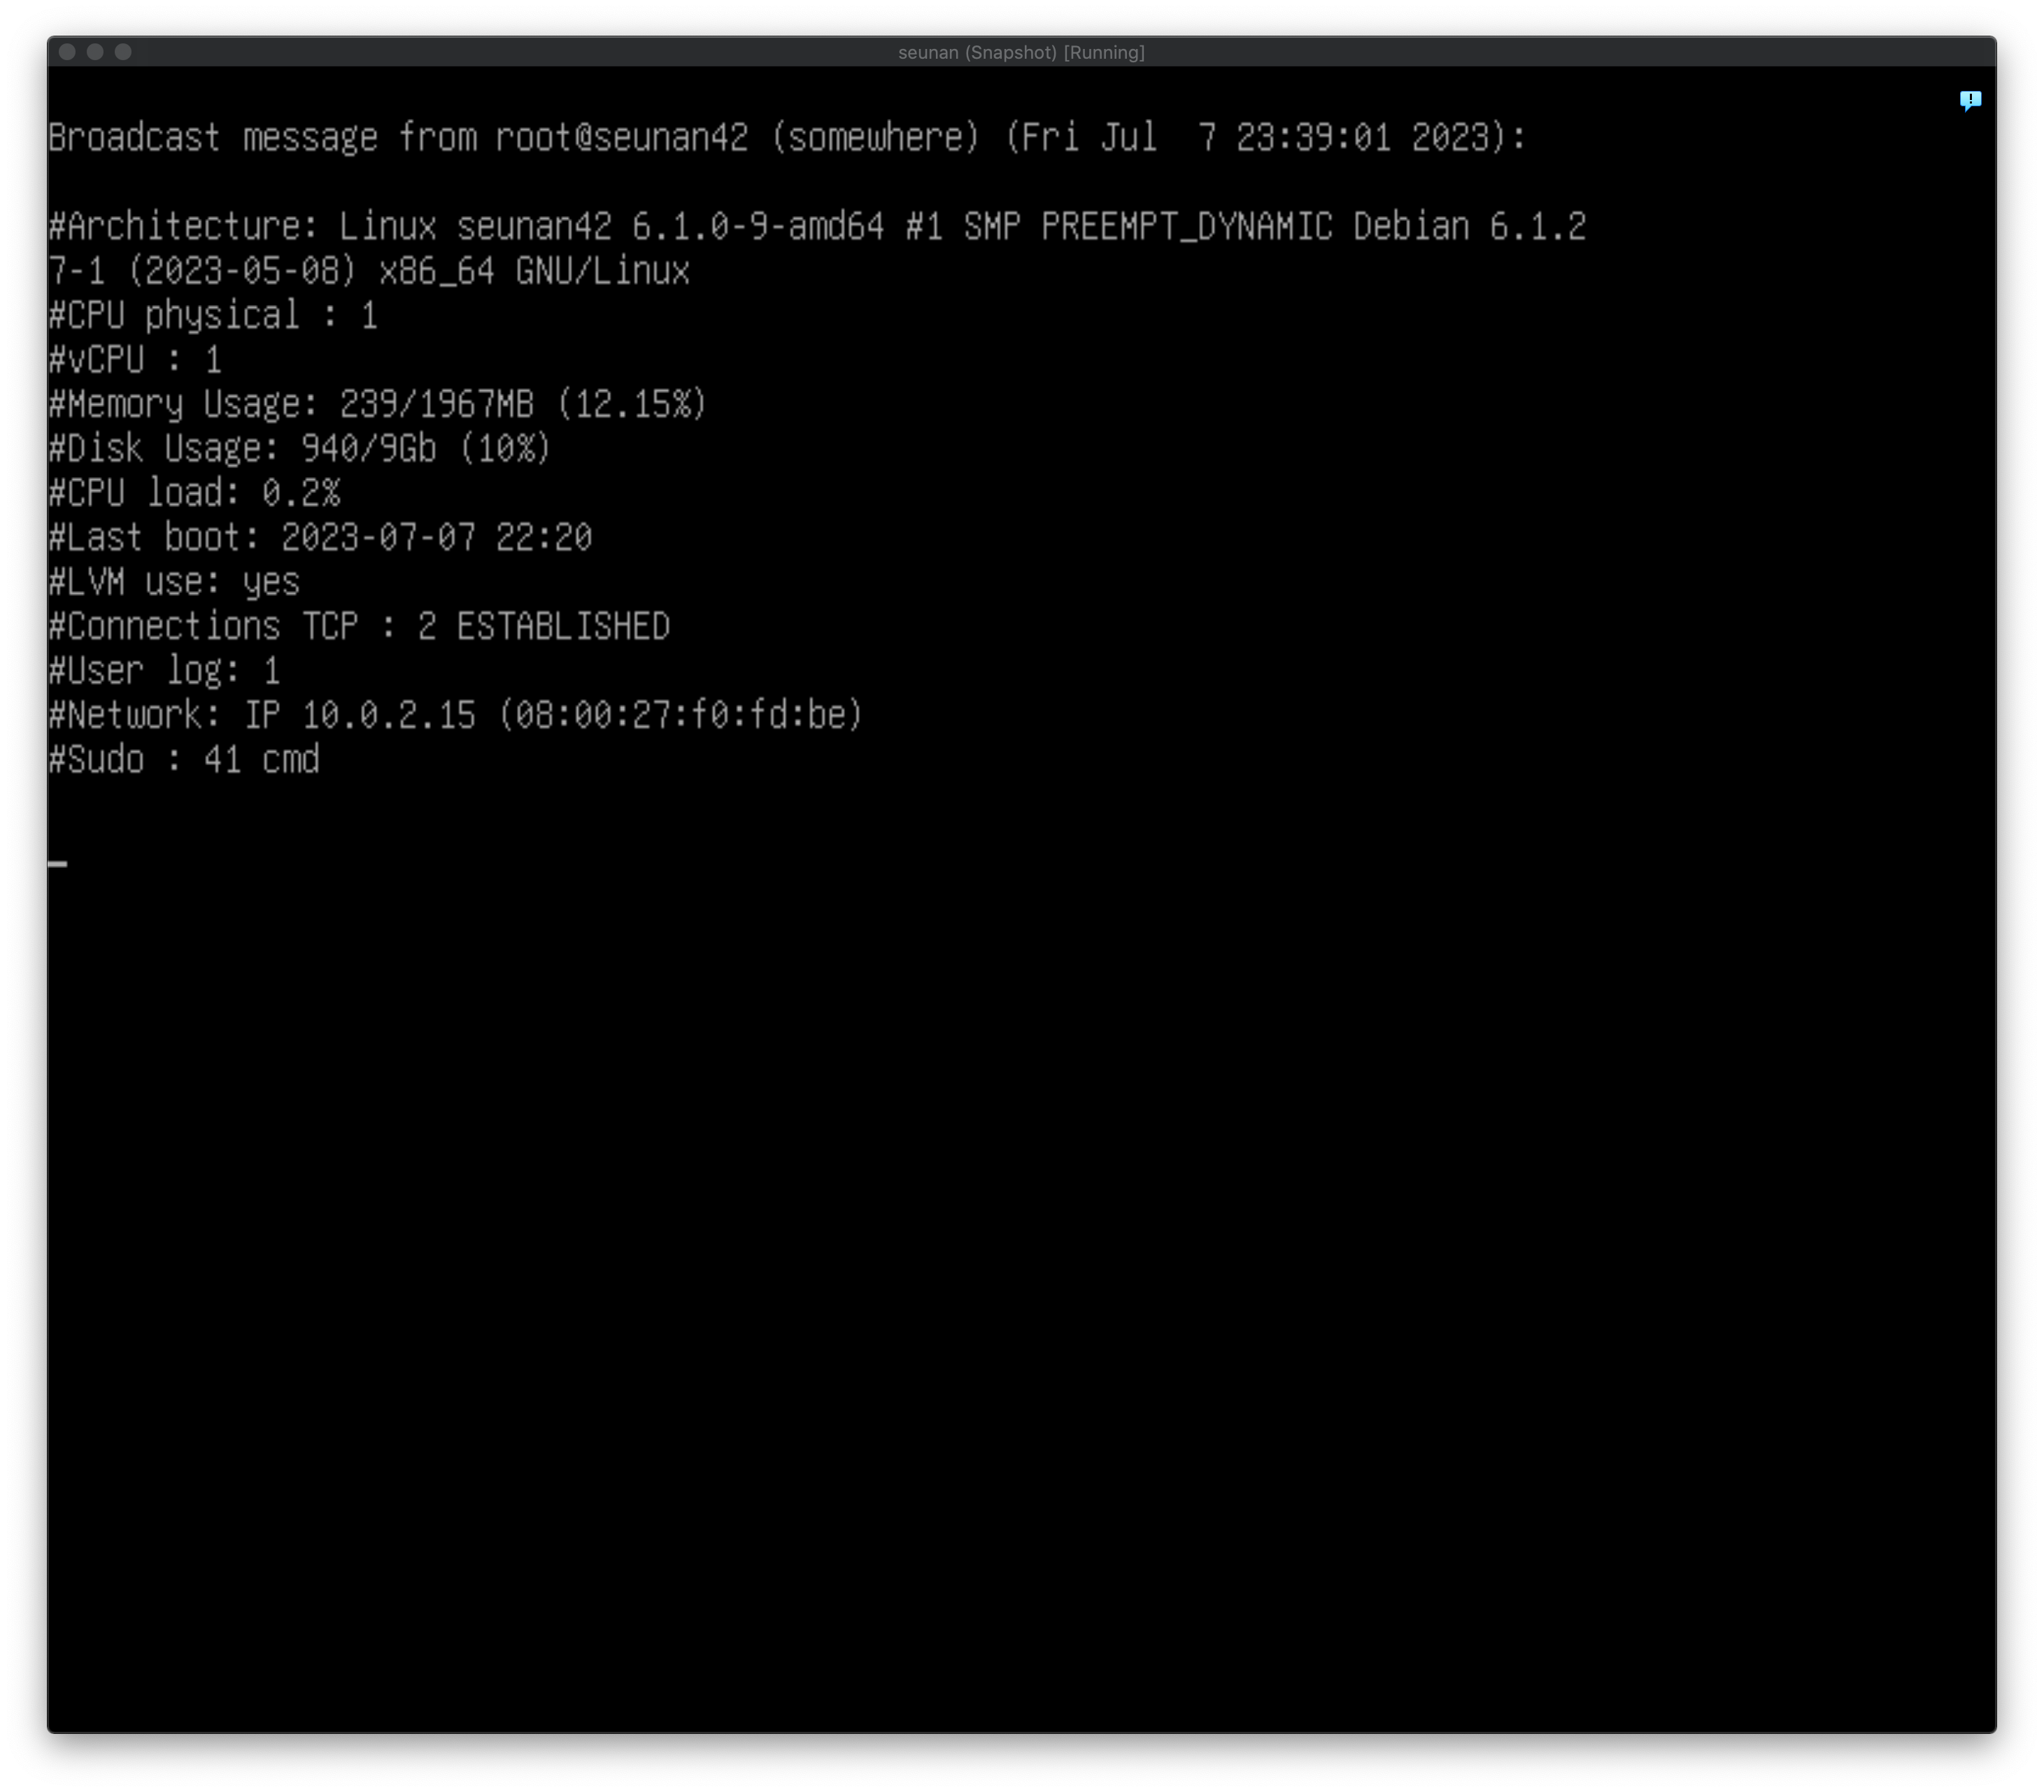 seunan (Snapshot) [Running]
Broadcast message from root@seunan42 (somewhere) (Fri Jul  7 23:39:01 2023):
#Architecture: Linux seunan42 6.1.0-9-amd64 #1 SMP PREEMPT_DYNAMIC Debian 6.1.2
7-1 (2023-05-08) x86_64 GNU/Linux
#CPU physical : 1
#vCPU : 1
#Memory Usage: 239/1967MB (12.15%)
#Disk Usage: 940/9Gb (10%)
#CPU load: 0.2%
#Last boot: 2023-07-07 22:20
#LVM use: yes
#Connections TCP : 2 ESTABLISHED
#User log: 1
#Network: IP 10.0.2.15 (08:00:27:f0:fd:be)
#Sudo : 41 cmd